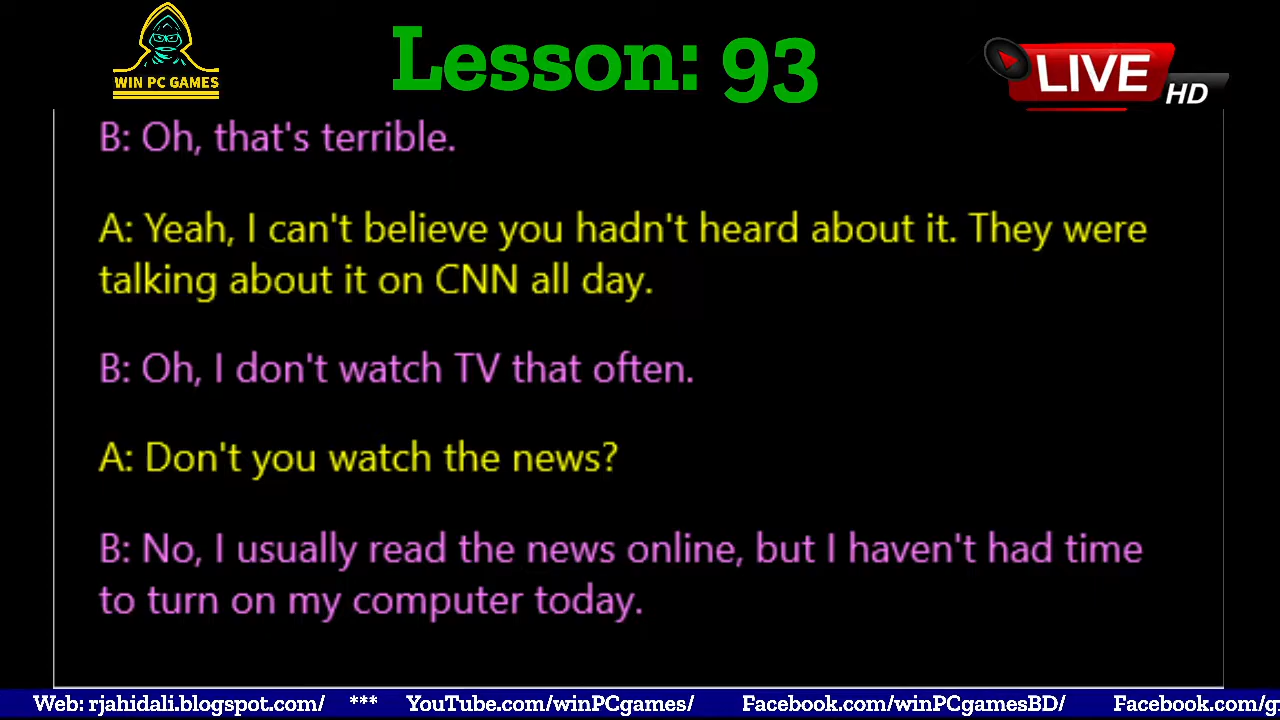 WIN PC GAMES
Lesson: 93
LIVE
HD
B: Oh, that's terrible.
A: Yeah, I can't believe you hadn't heard about it. They were
talking about it on CNN all day.
B: Oh, I don't watch TV that often.
A: Don't you watch the news?
B: No, I usually read the news online, but I haven't had time
to turn on my computer today.
Web: rjahidali.blogspot.com/ *** YouTube.com/winPCgames/ Facebook.com/winPCgamesBD/ Facebook.com/g